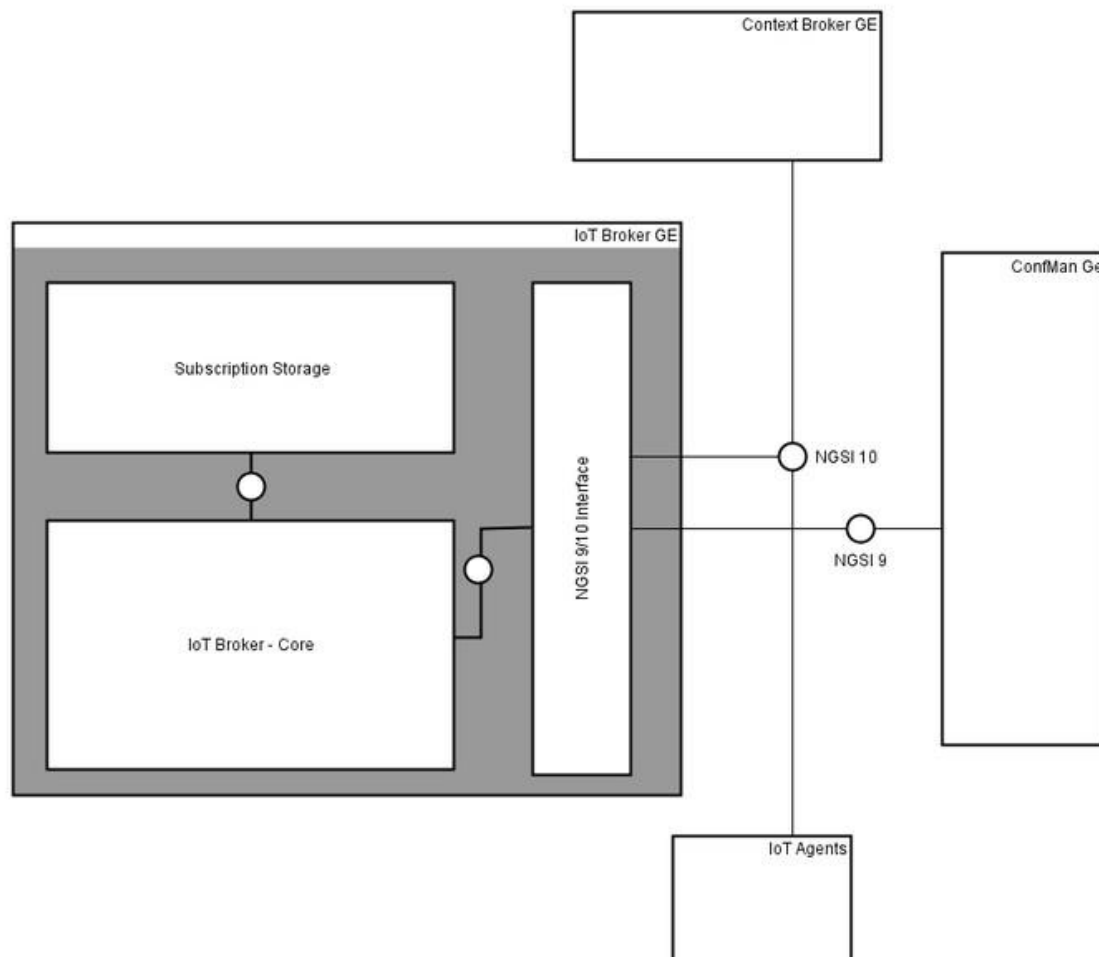 Context Broker GE
IoT Broker GE
ConfMan Ge
Subscription Storage
NGSI 9/10 Interface
NGSI 10
NGSI 9
IoT Broker - Core
IoT Agents